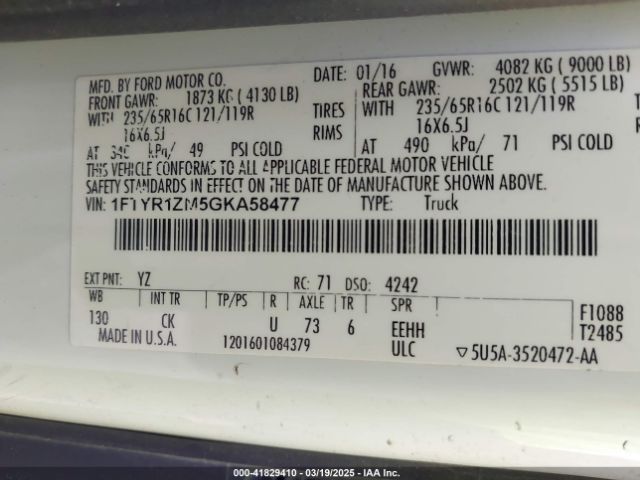 MFD. BY FORD MOTOR CO. DATE: 01/16 GVWR: 4082 KG (9000 LB)
FRONT GAWR: 1873 KG (4130 LB) REAR GAWR: 2502 KG (5515 LB)
WITH 235/65R16C 121/119R TIRES WITH 235/65R16C 121/119R
16X6.5J RIMS 16X6.5J
AT 340 kPa/ 49 PSI COLD AT 490 kPa/ 71 PSI COLD
THIS VEHICLE CONFORMS TO ALL APPLICABLE FEDERAL MOTOR VEHICLE
SAFETY STANDARDS IN EFFECT ON THE DATE OF MANUFACTURE SHOWN ABOVE.
VIN: 1FTYR1ZM5GKA58477 TYPE: Truck
EXT PNT: YZ RC: 71 DSO: 4242
WB INT TR TP/PS R AXLE TR SPR F1088
130 CK U 73 6 EEHH T2485
MADE IN U.S.A. 1201601084379 ULC ▽5U5A-3520472-AA
000-41829410 - 03/19/2025 - IAA Inc.